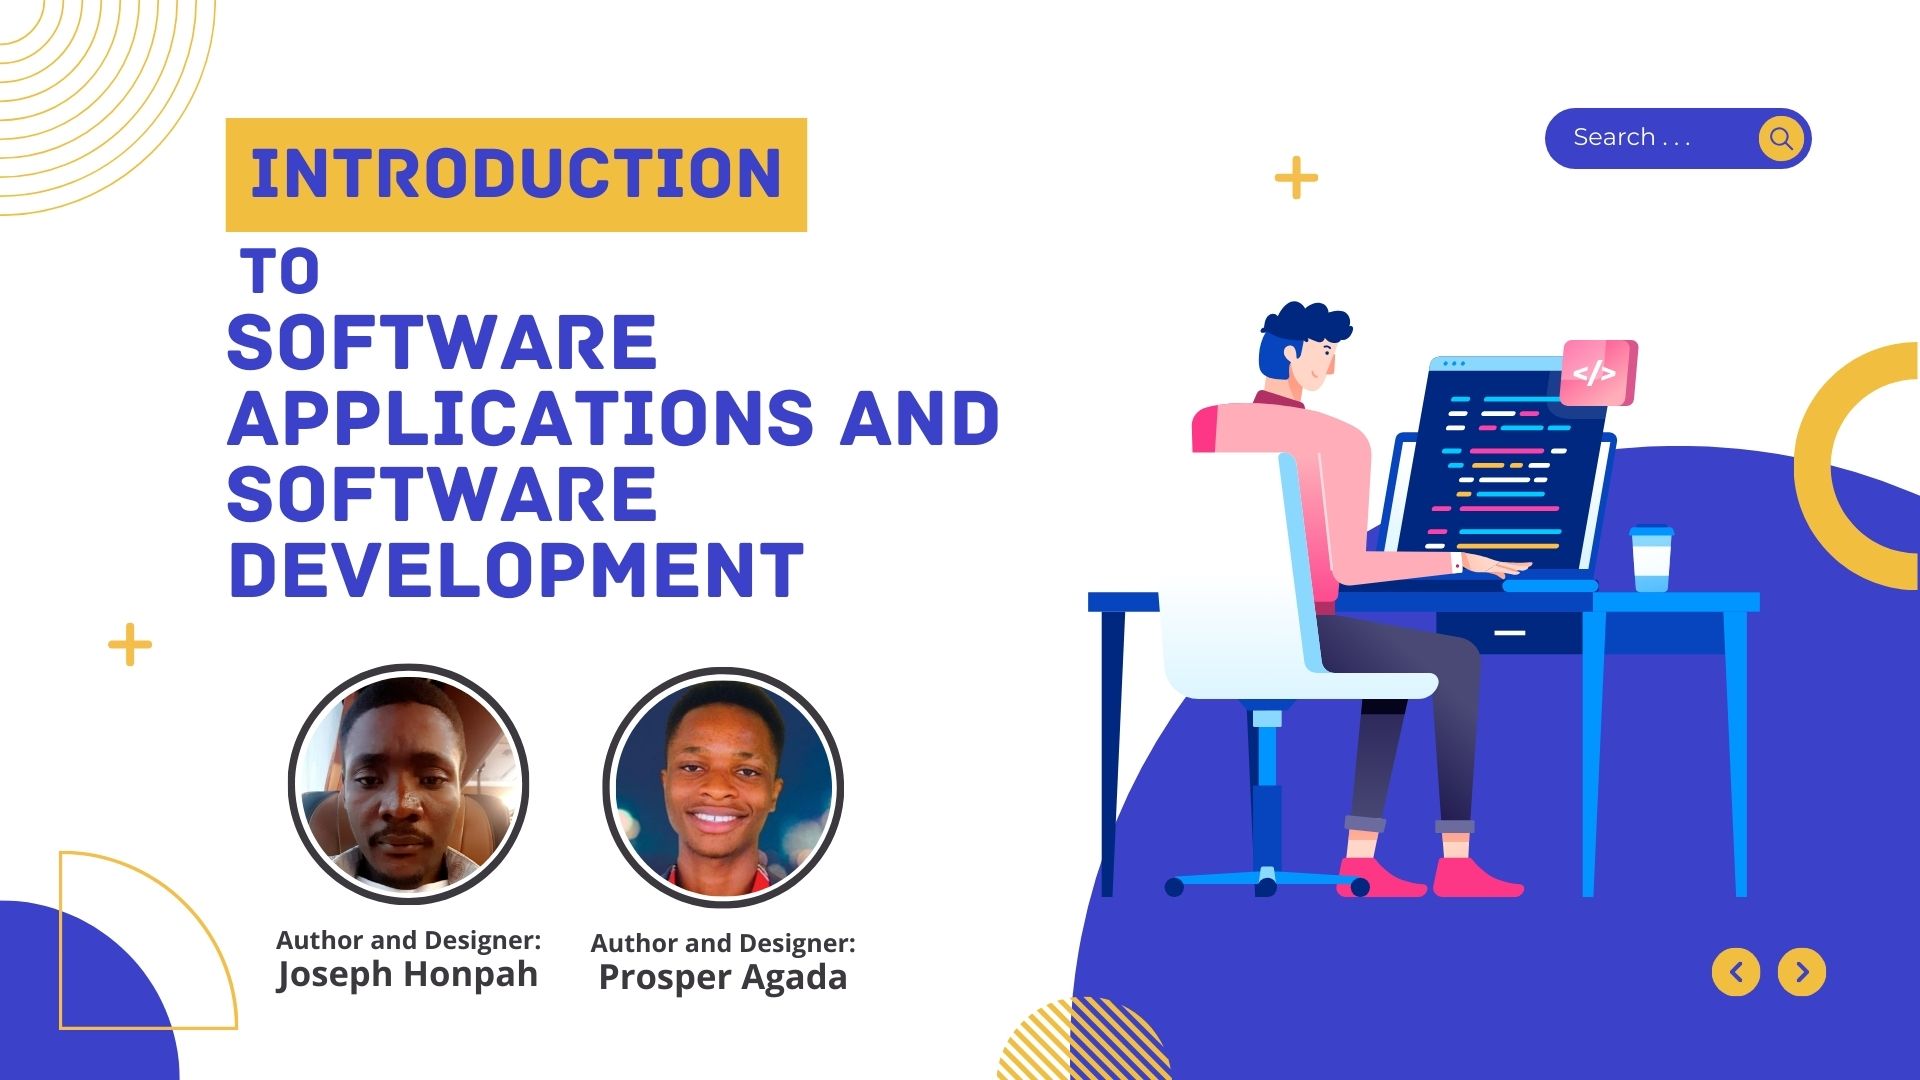 INTRODUCTION
TO
SOFTWARE
APPLICATIONS AND
SOFTWARE
DEVELOPMENT
Search . . .
</>
Author and Designer:
Joseph Honpah
Author and Designer:
Prosper Agada